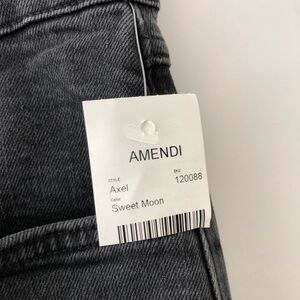 AMENDI
STYLE: SKU:
Axel 120088
Color:
Sweet Moon